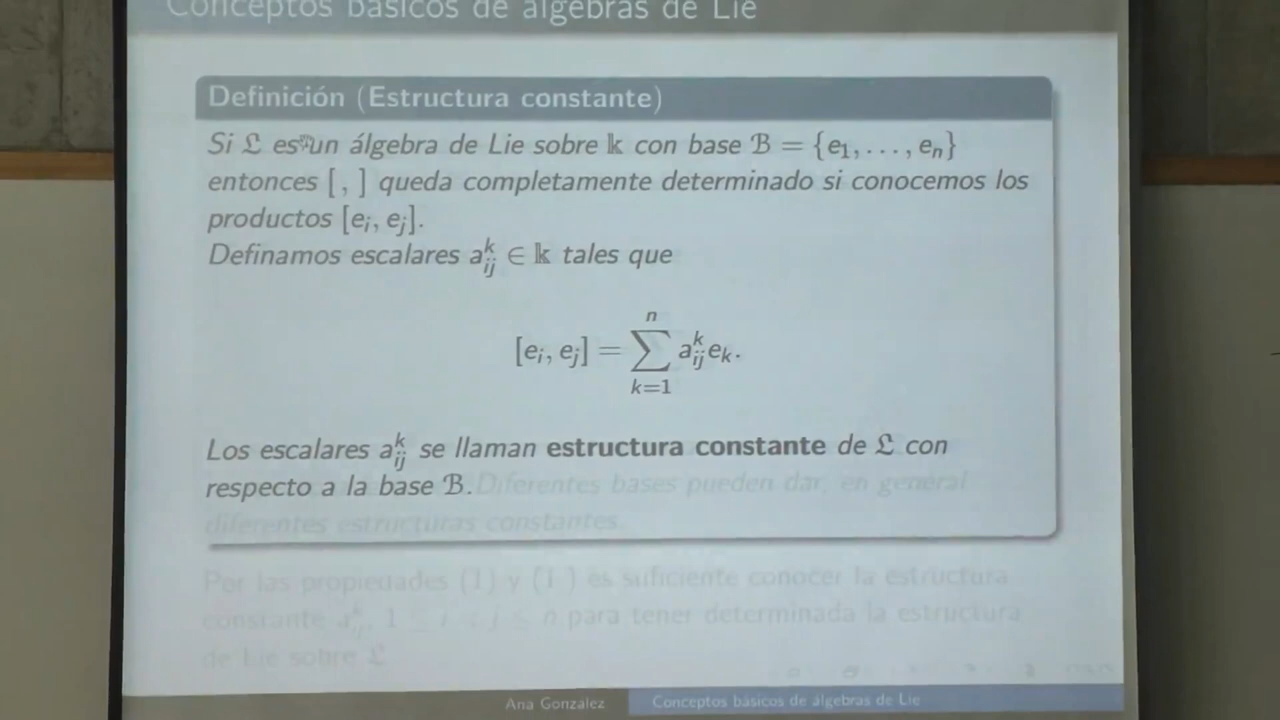 Conceptos básicos de álgebras de Lie
Definición (Estructura constante)
Si 𝔏 es un álgebra de Lie sobre 𝕜 con base ℬ = {e₁, . . . , eₙ}
entonces [ , ] queda completamente determinado si conocemos los
productos [eᵢ, eⱼ].
Definamos escalares aᵢⱼᵏ ∈ 𝕜 tales que
[eᵢ, eⱼ] = ∑ₖ₌₁ⁿ aᵢⱼᵏ eₖ.
Los escalares aᵢⱼᵏ se llaman estructura constante de 𝔏 con
respecto a la base ℬ. Diferentes bases pueden dar, en general
diferentes estructuras constantes.
Por las propiedades (1) y (1') es suficiente conocer la estructura
constante aᵢⱼᵏ, 1 ≤ i < j ≤ n para tener determinada la estructura
de Lie sobre 𝔏
Ana González
Conceptos básicos de álgebras de Lie